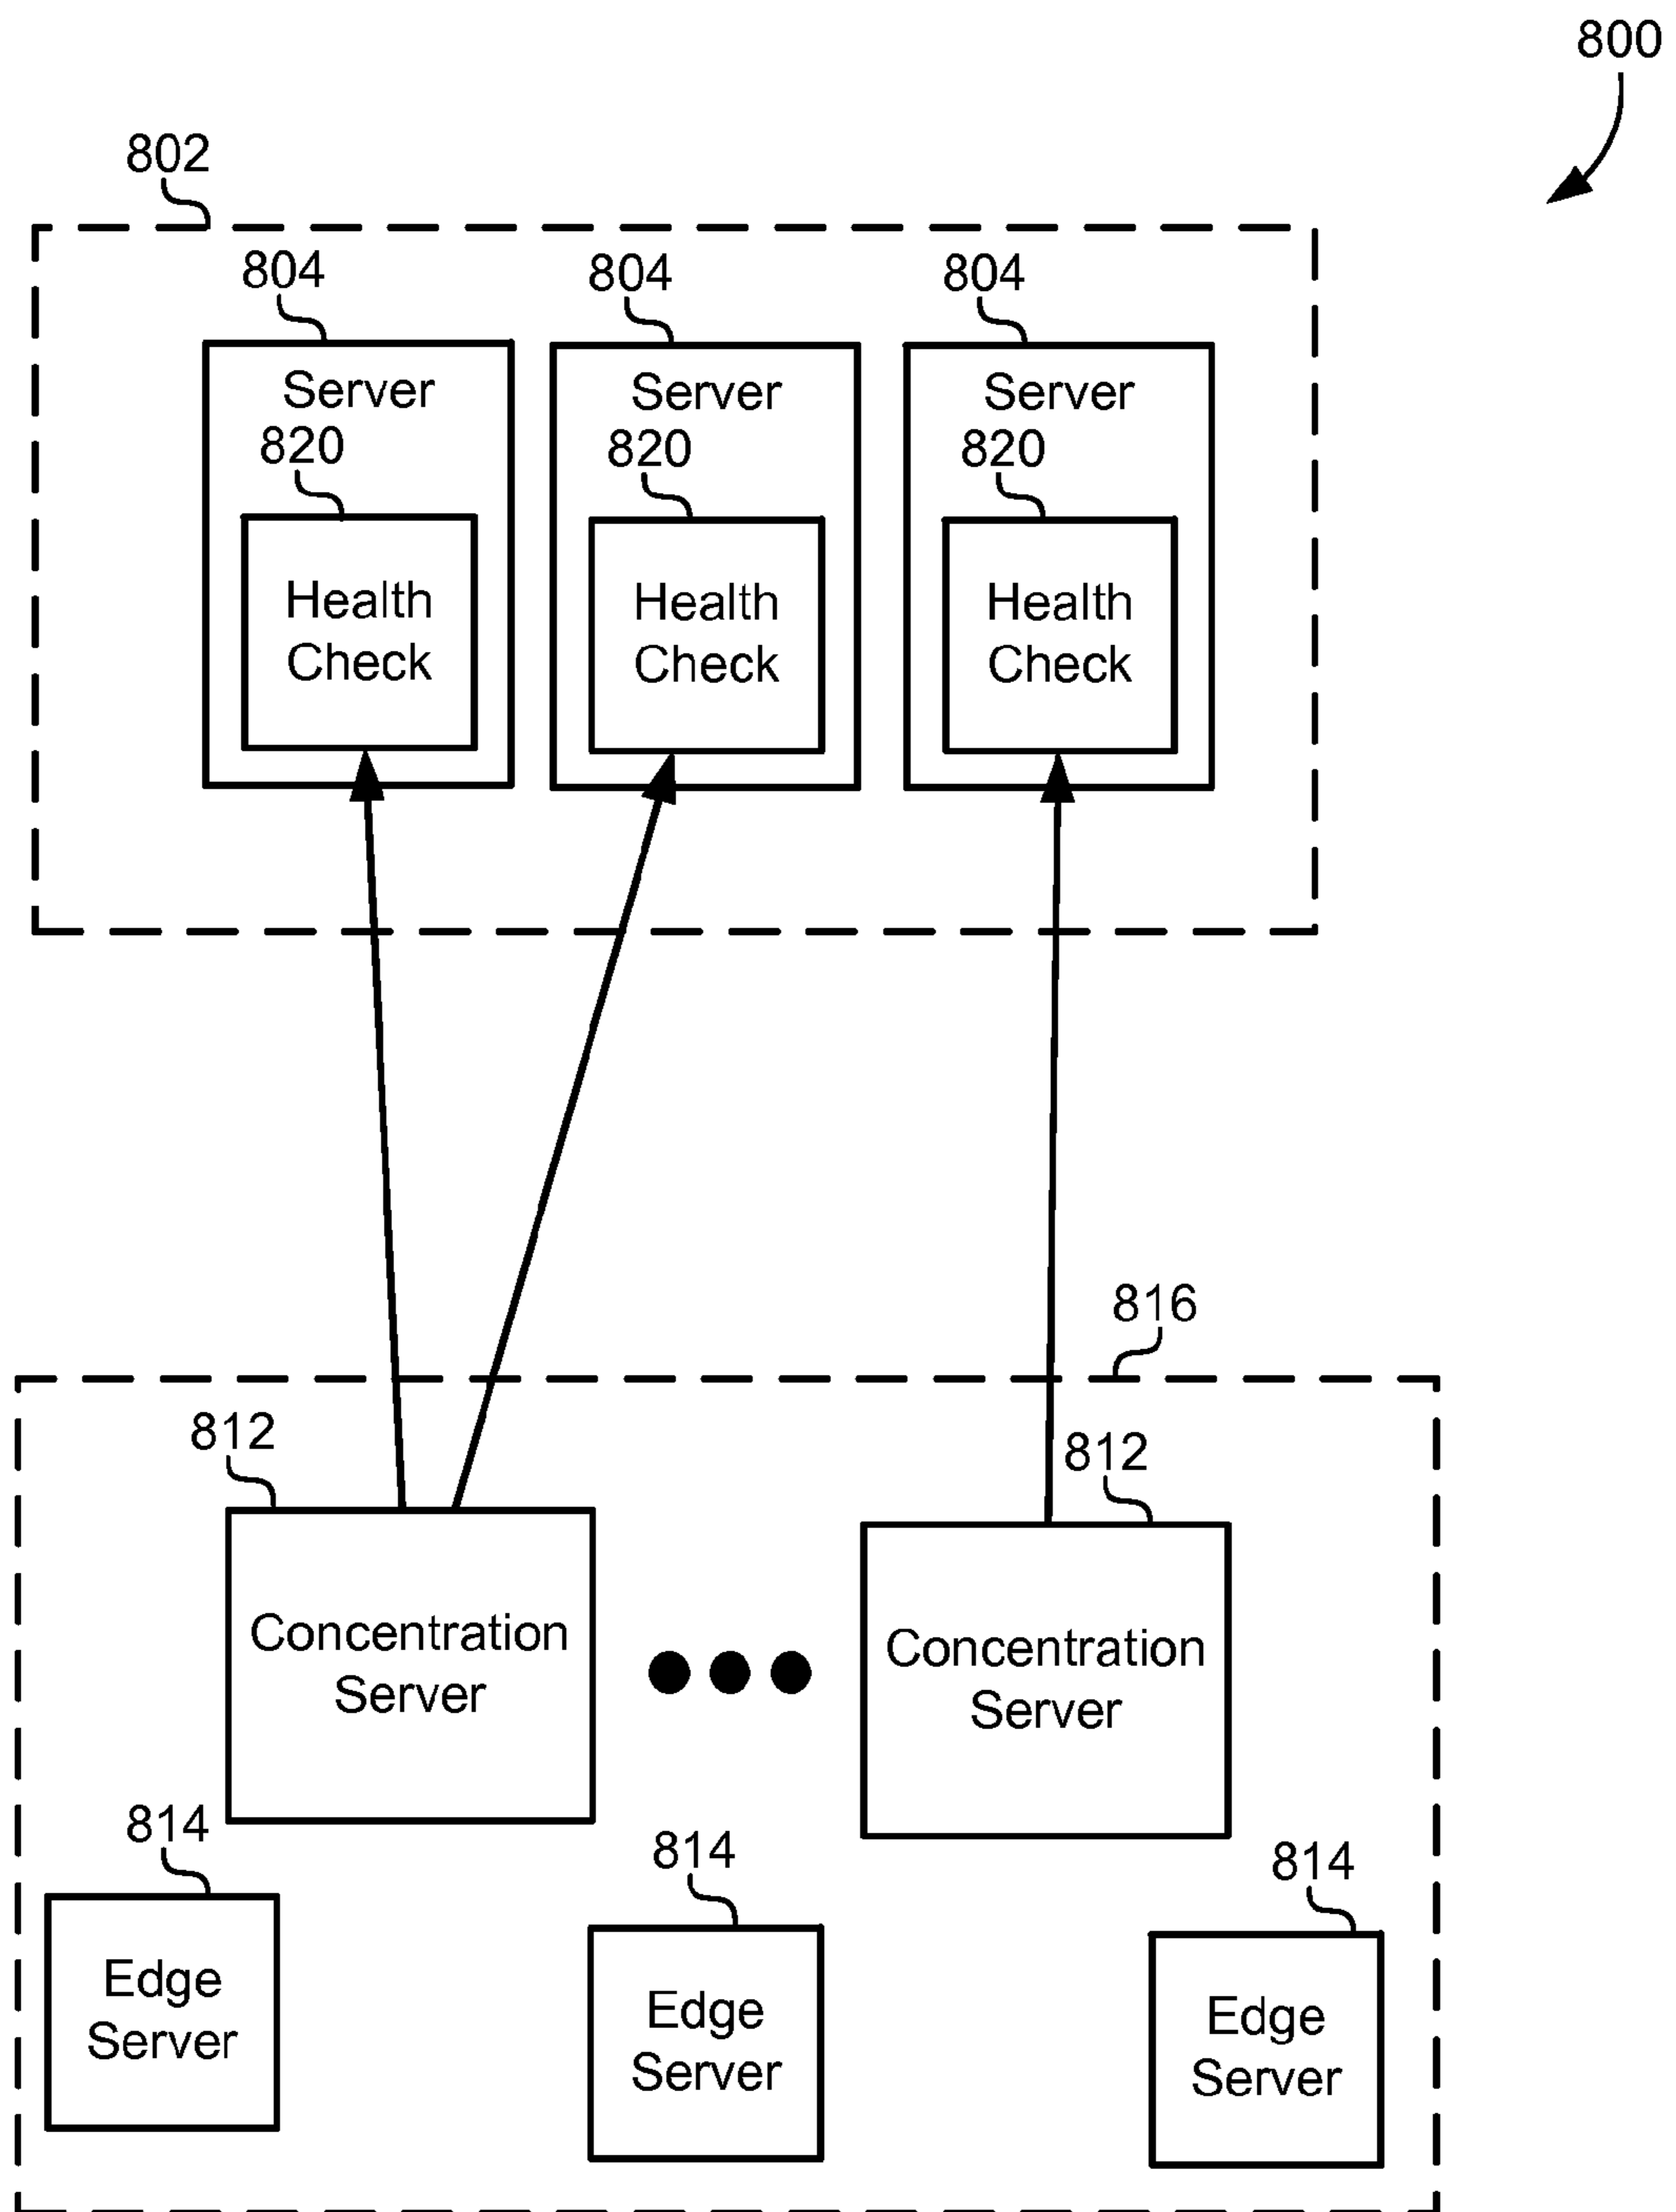 800
802
804
804
804
Server
Server
Server
820
820
820
Health
Check
Health
Check
Health
Check
816
812
812
Concentration
Server
Concentration
Server
814
814
814
Edge
Server
Edge
Server
Edge
Server